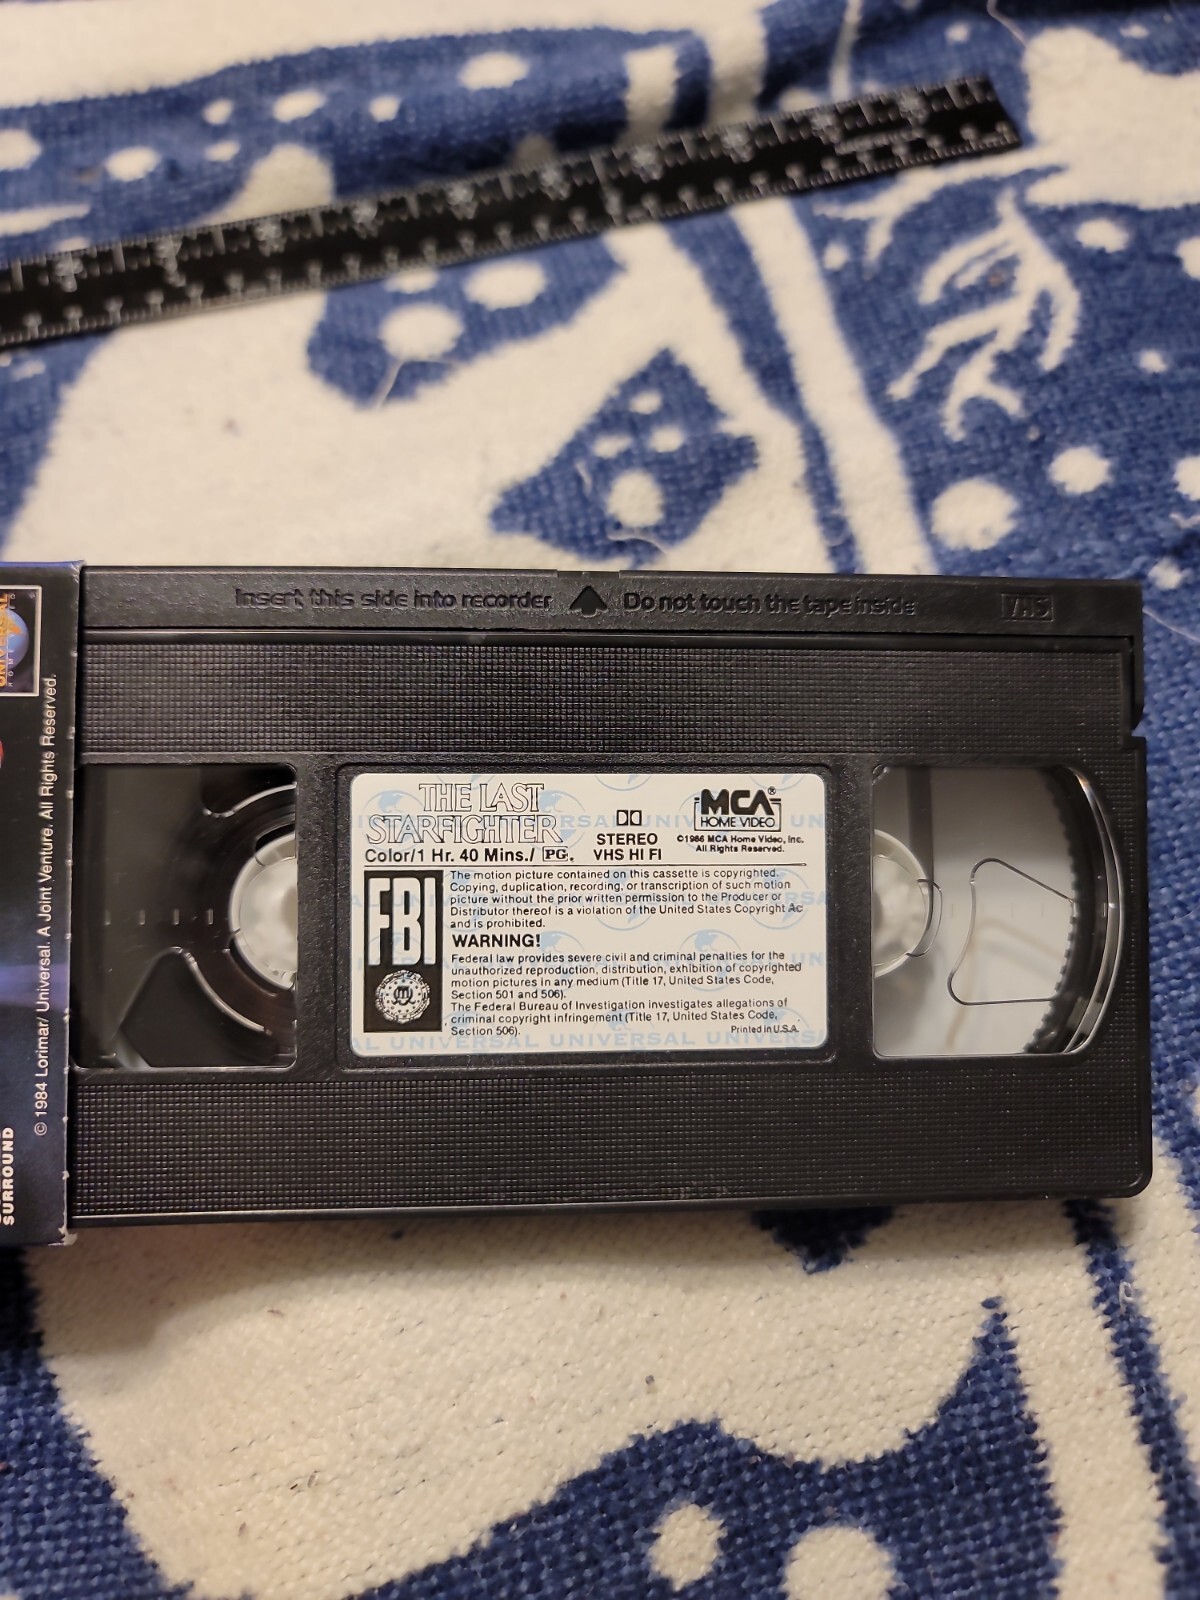 Insert this side into recorder
Do not touch the tape inside
VHS
UNIVERSAL
HOME
© 1984 Lorimar/ Universal. A Joint Venture. All Rights Reserved.
SURROUND
THE LAST
STARFIGHTER
Color/1 Hr. 40 Mins./ PG.
STEREO
VHS HI FI
MCA®
HOME VIDEO
©1986 MCA Home Video, Inc.
All Rights Reserved.
FBI
The motion picture contained on this cassette is copyrighted.
Copying, duplication, recording, or transcription of such motion
picture without the prior written permission to the Producer or
Distributor thereof is a violation of the United States Copyright Ac
and is prohibited.
WARNING!
Federal law provides severe civil and criminal penalties for the
unauthorized reproduction, distribution, exhibition of copyrighted
motion pictures in any medium (Title 17, United States Code,
Section 501 and 506).
The Federal Bureau of Investigation investigates allegations of
criminal copyright infringement (Title 17, United States Code,
Section 506).
Printed in U.S.A.
AL UNIVERSAL UNIVERSAL UNIVERS